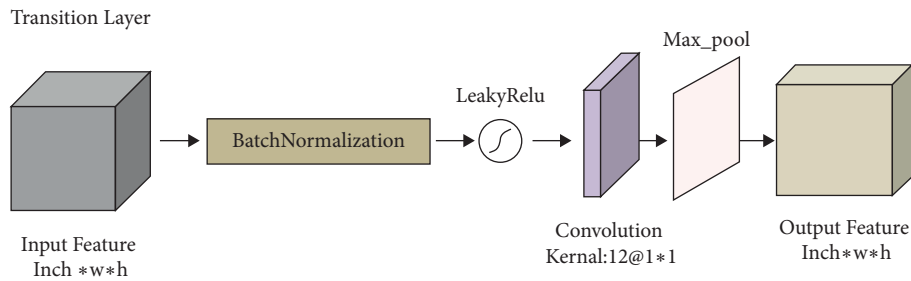 Transition Layer
Max_pool
LeakyRelu
BatchNormalization
Convolution
Kernal:12@1*1
Input Feature
Inch *w*h
Output Feature
Inch*w*h